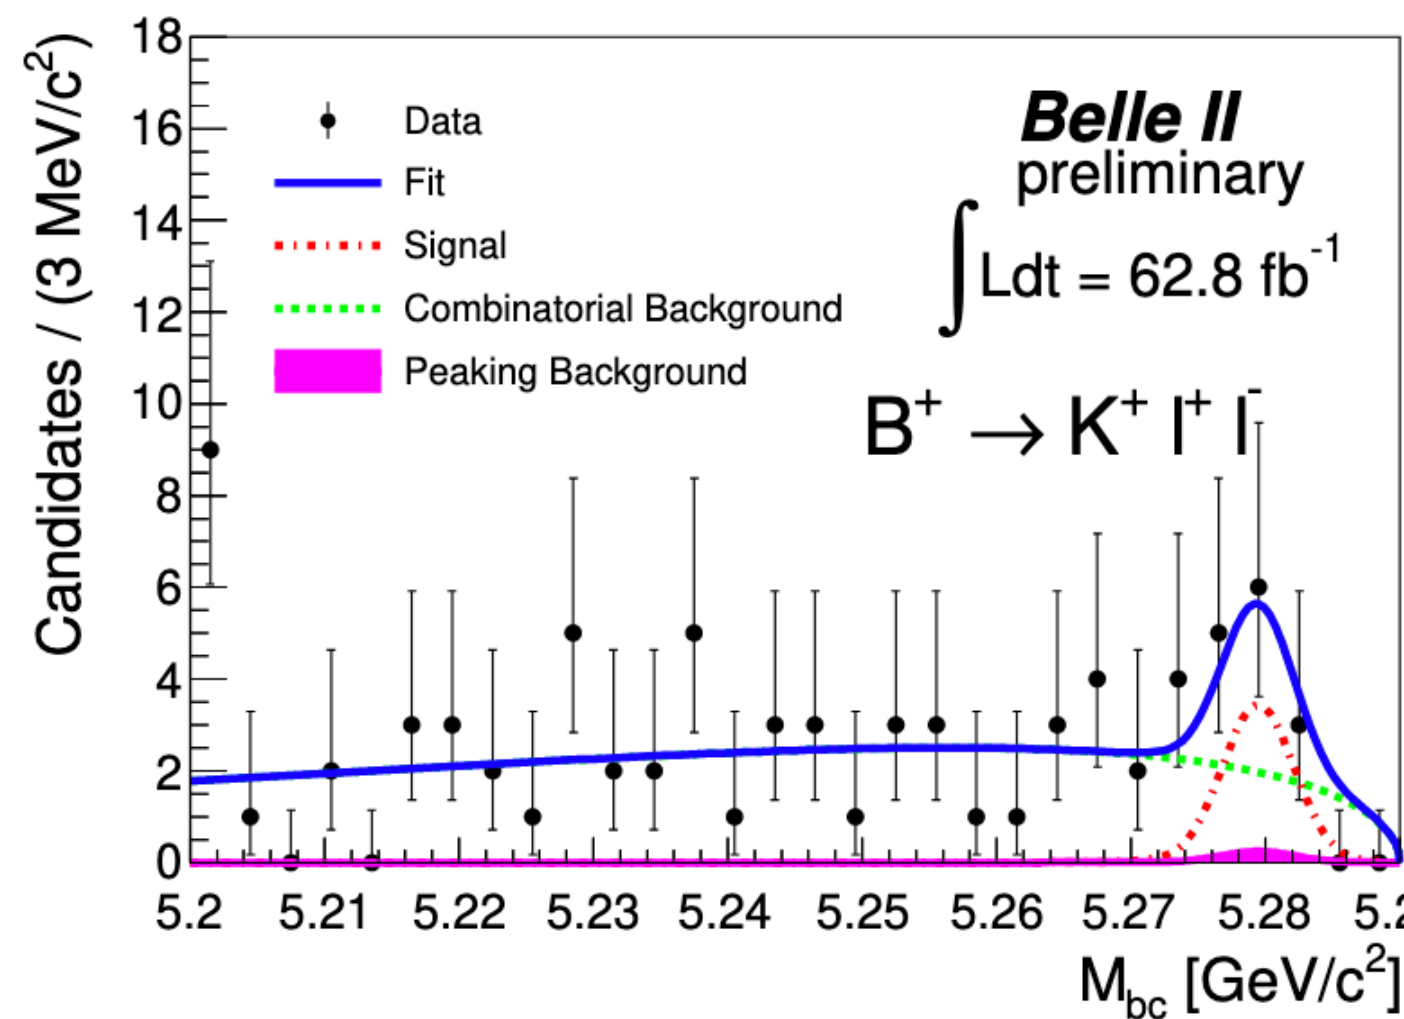 Candidates / (3 MeV/c²)
18
16
14
12
10
8
6
4
2
0
Data
Fit
Signal
Combinatorial Background
Peaking Background
Belle II
preliminary
∫Ldt = 62.8 fb⁻¹
B⁺ → K⁺ l⁺ l⁻
5.2 5.21 5.22 5.23 5.24 5.25 5.26 5.27 5.28
M_bc [GeV/c²]